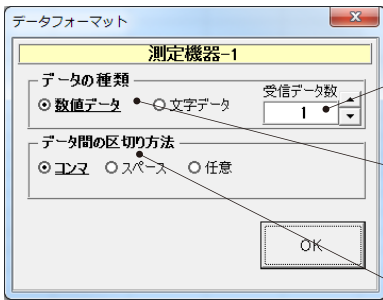 データフォーマット
測定機器-1
データの種類
数値データ 文字データ
受信データ数
1
データ間の区切り方法
コンマ スペース 任意
OK